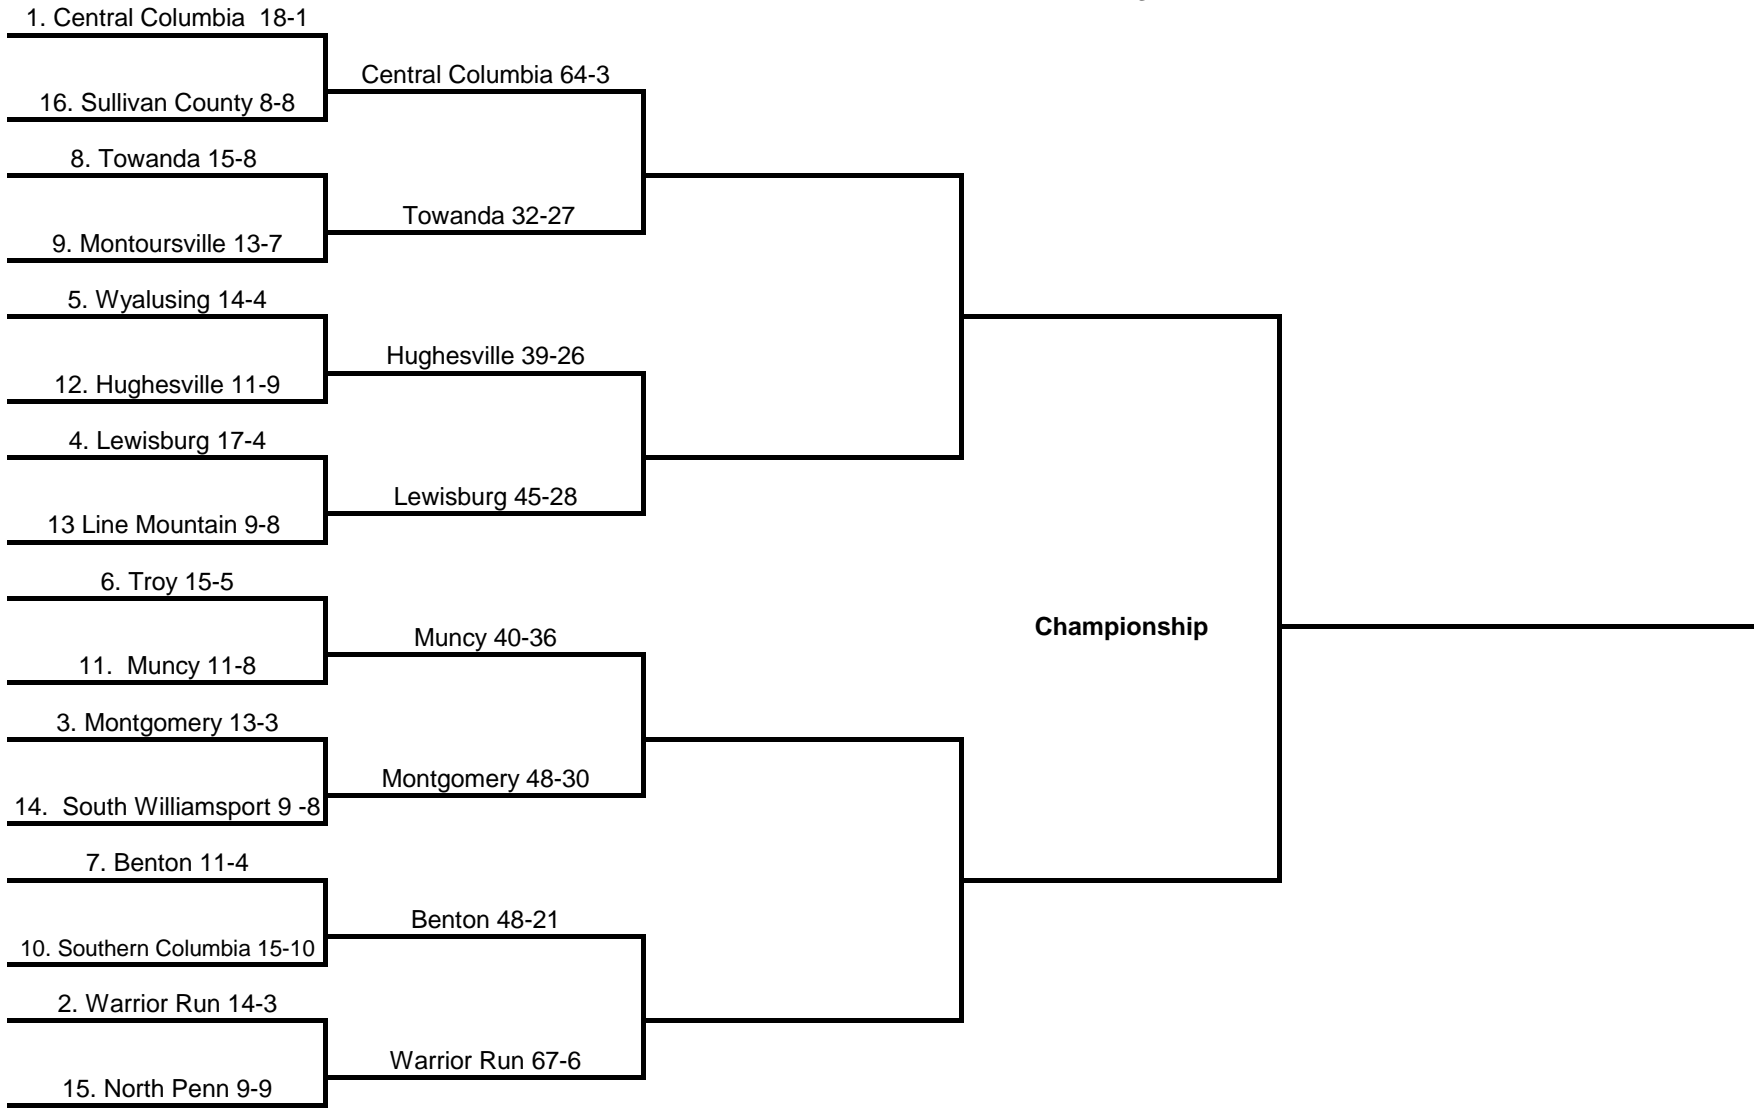 1. Central Columbia  18-1
Central Columbia 64-3
16. Sullivan County 8-8
8. Towanda 15-8
Towanda 32-27
9. Montoursville 13-7
5. Wyalusing 14-4
Hughesville 39-26
12. Hughesville 11-9
4. Lewisburg 17-4
Lewisburg 45-28
13 Line Mountain 9-8
6. Troy 15-5
Championship
Muncy 40-36
11.  Muncy 11-8
3. Montgomery 13-3
Montgomery 48-30
14.  South Williamsport 9 -8
7. Benton 11-4
Benton 48-21
10. Southern Columbia 15-10
2. Warrior Run 14-3
Warrior Run 67-6
15. North Penn 9-9